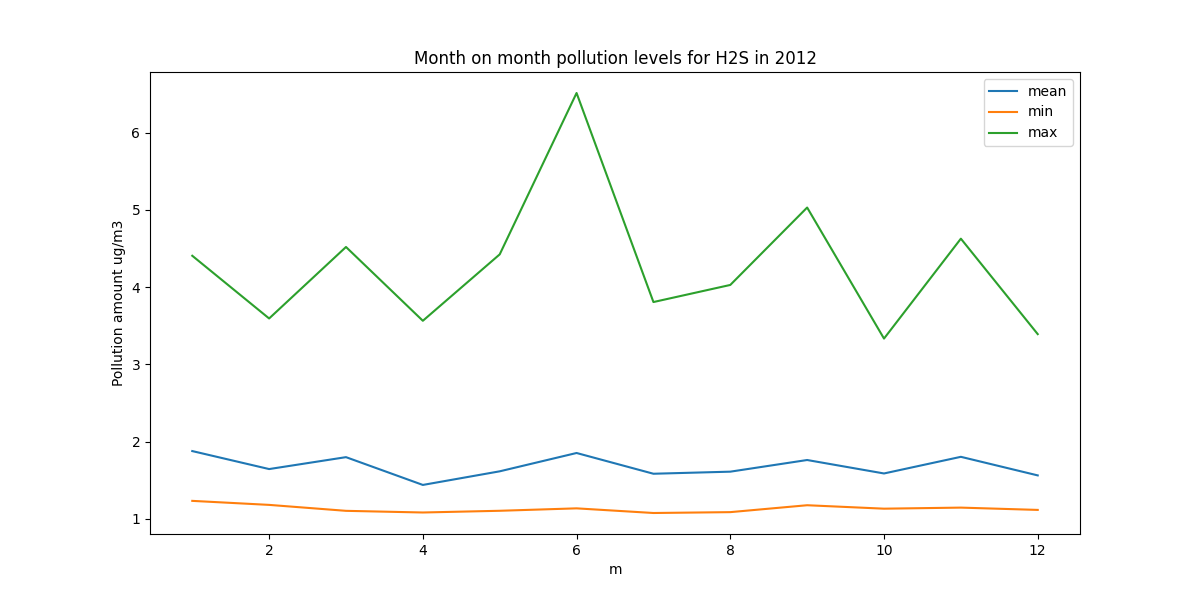 Month on month pollution levels for H2S in 2012
mean
min
max
Pollution amount ug/m3
6
5
4
3
2
1
2
4
6
8
10
12
m